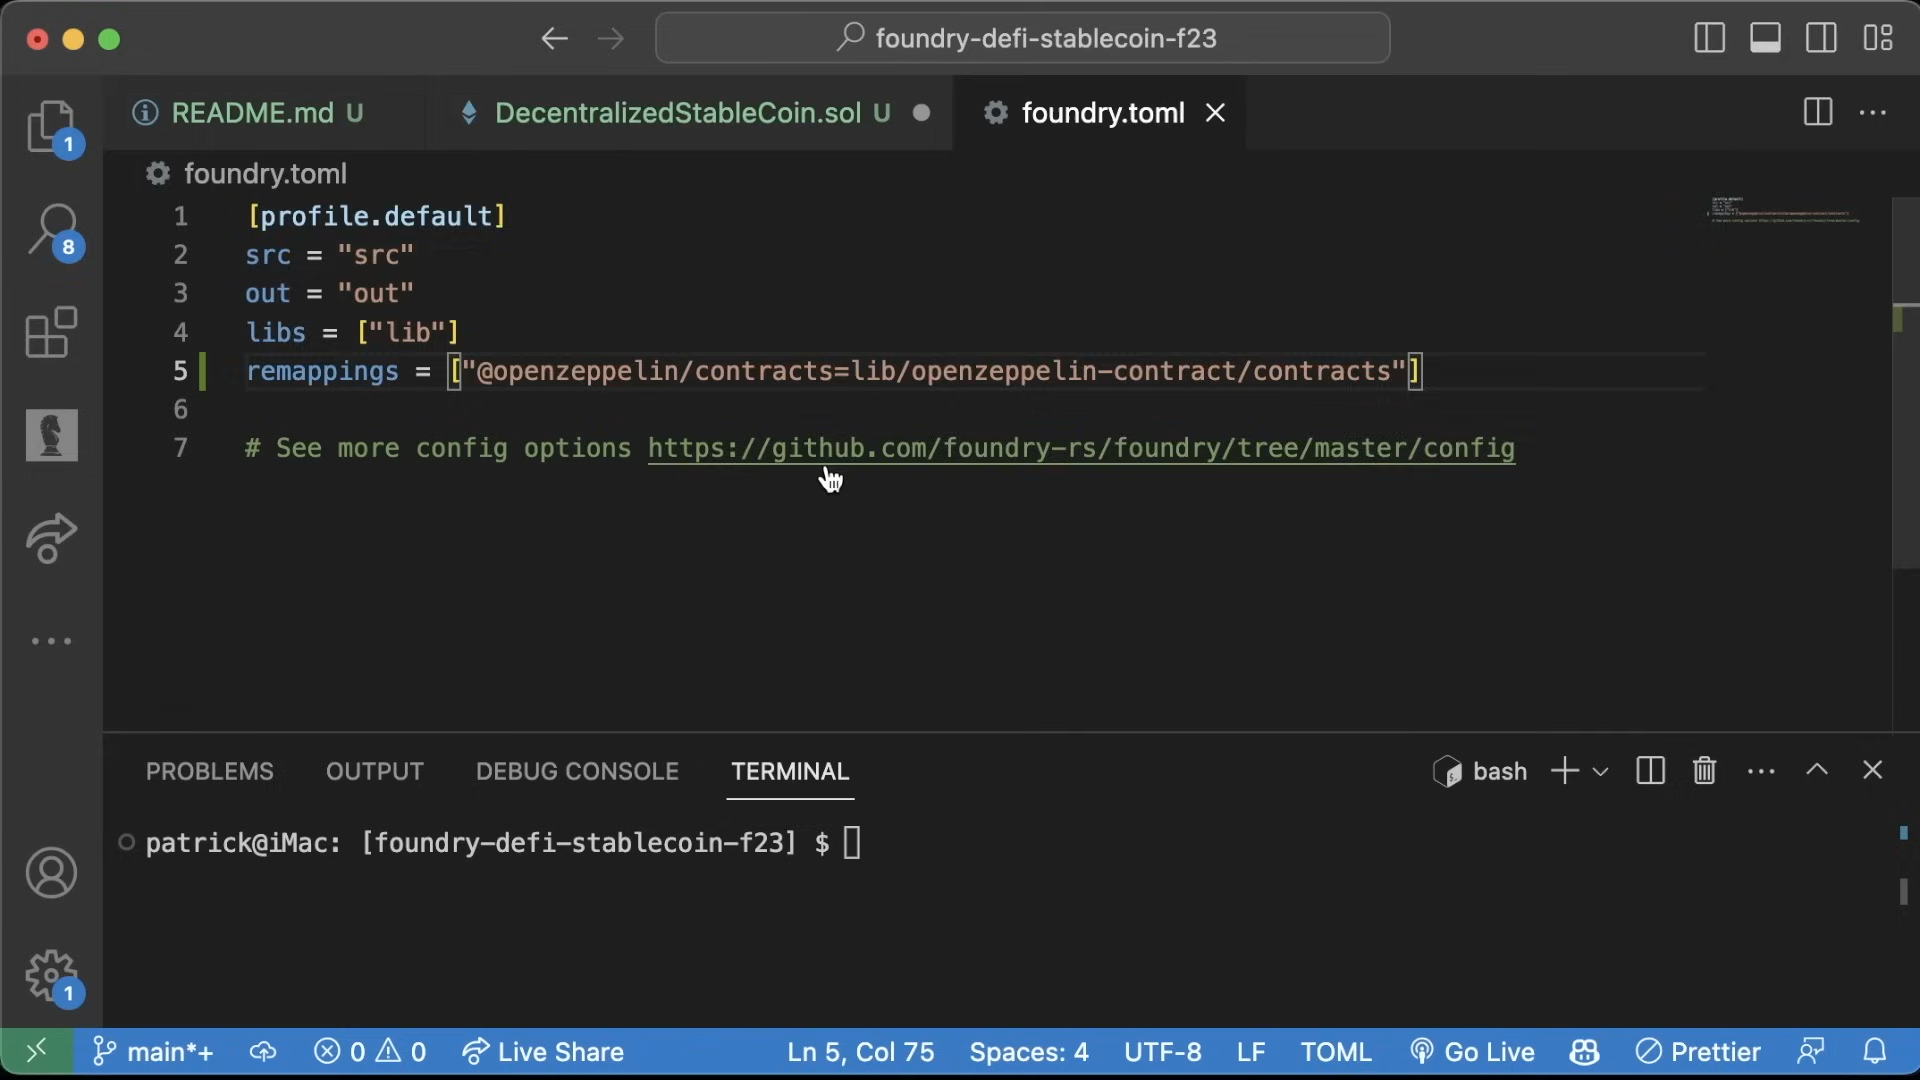 foundry-defi-stablecoin-f23
README.md U
DecentralizedStableCoin.sol U
foundry.toml
foundry.toml
1 [profile.default]
2 src = "src"
3 out = "out"
4 libs = ["lib"]
5 remappings = ["@openzeppelin/contracts=lib/openzeppelin-contract/contracts"]
6
7 # See more config options https://github.com/foundry-rs/foundry/tree/master/config
1
8
1
PROBLEMS OUTPUT DEBUG CONSOLE TERMINAL bash
patrick@iMac: [foundry-defi-stablecoin-f23] $
main*+ 0 0 Live Share Ln 5, Col 75 Spaces: 4 UTF-8 LF TOML Go Live Prettier